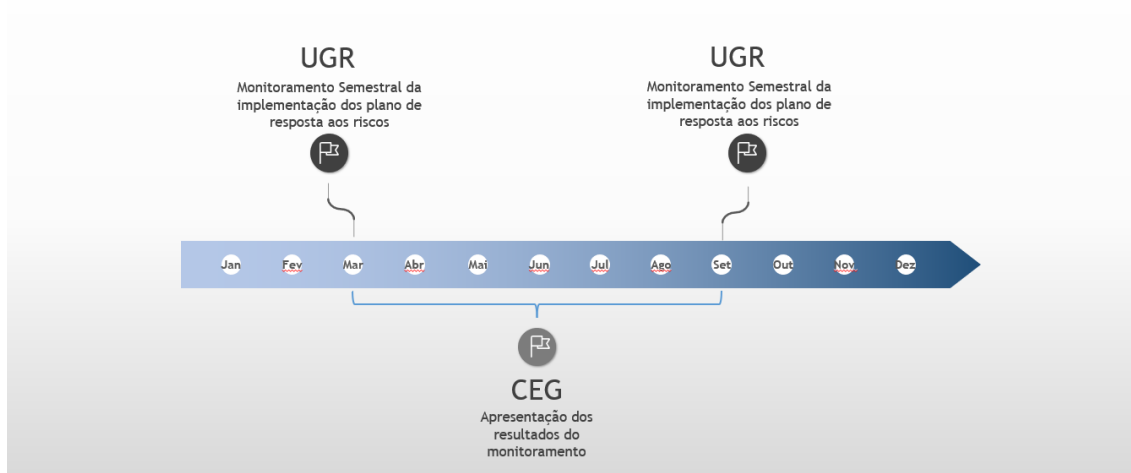 UGR
Monitoramento Semestral da
implementação dos plano de
resposta aos riscos
UGR
Monitoramento Semestral da
implementação dos plano de
resposta aos riscos
Jan Fev Mar Abr Mai Jun Jul Ago Set Out Nov Dez
CEG
Apresentação dos
resultados do
monitoramento